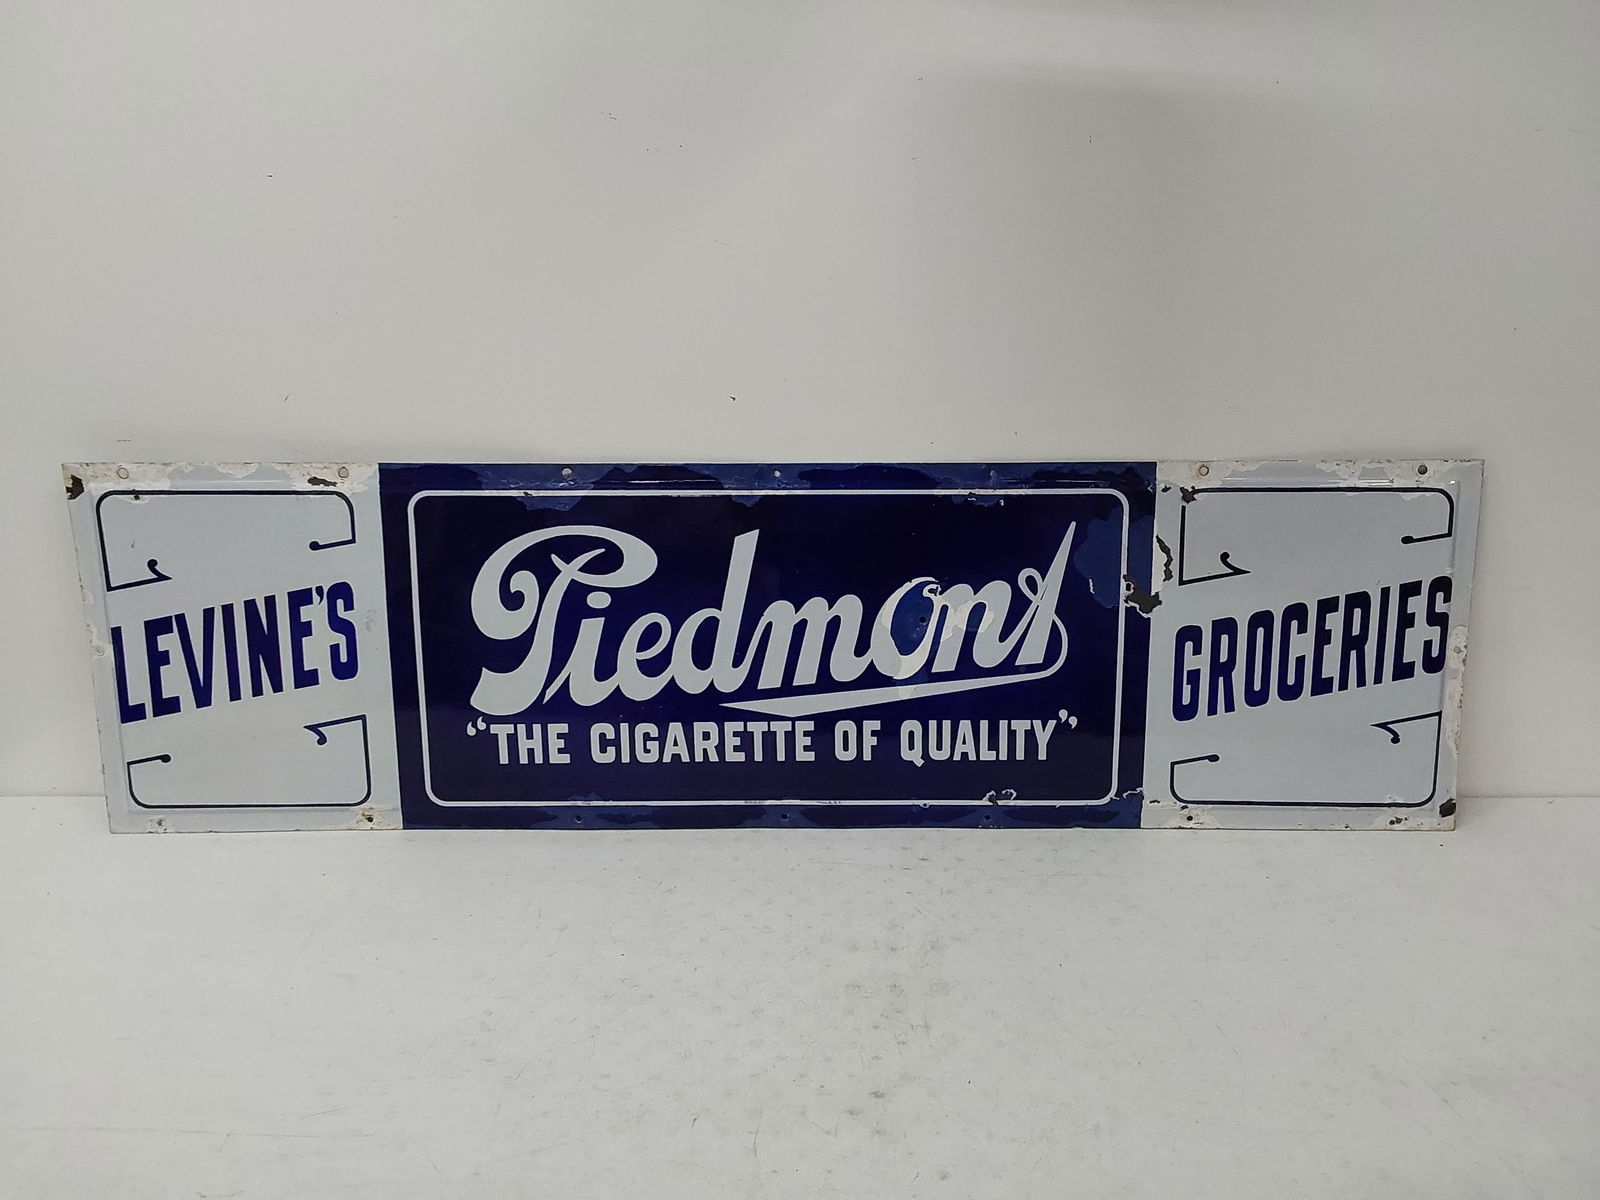 LEVINE'S
Piedmont
"THE CIGARETTE OF QUALITY"
GROCERIES